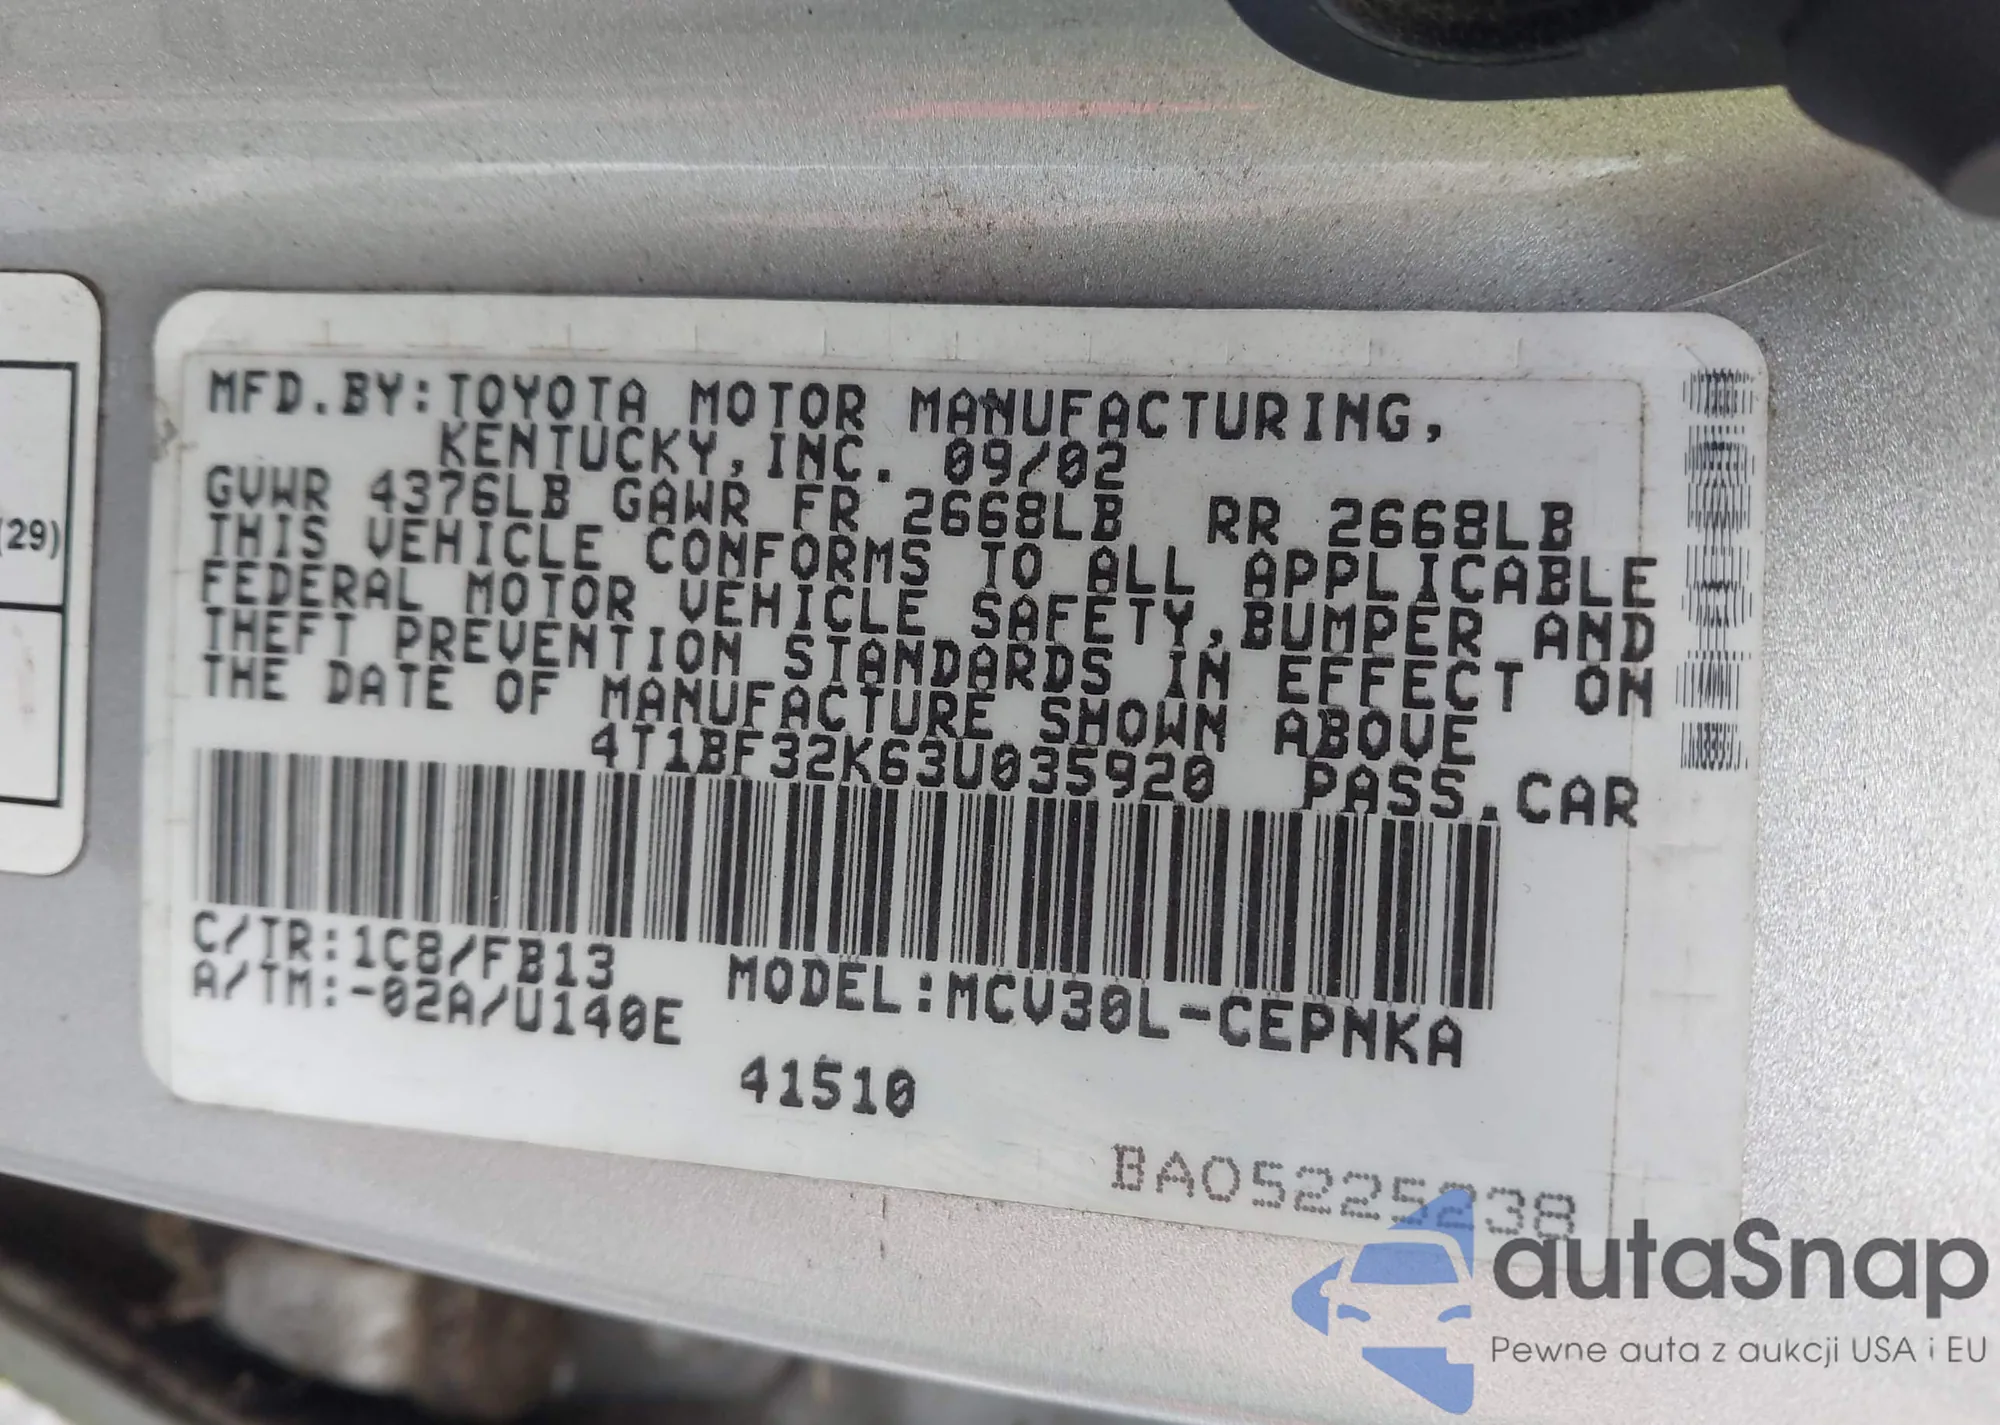 (29)
MFD.BY:TOYOTA MOTOR MANUFACTURING,
KENTUCKY,INC. 09/02
GVWR 4376LB GAWR FR 2668LB RR 2668LB
THIS VEHICLE CONFORMS TO ALL APPLICABLE
FEDERAL MOTOR VEHICLE SAFETY,BUMPER AND
THEFT PREVENTION STANDARDS IN EFFECT ON
THE DATE OF MANUFACTURE SHOWN ABOVE
4T1BF32K63U035920 PASS.CAR
C/TR:1C8/FB13
A/TM:-02A/U140E
MODEL:MCV30L-CEPNKA
41510
BA05225238
autaSnap
Pewne auta z aukcji USA i EU